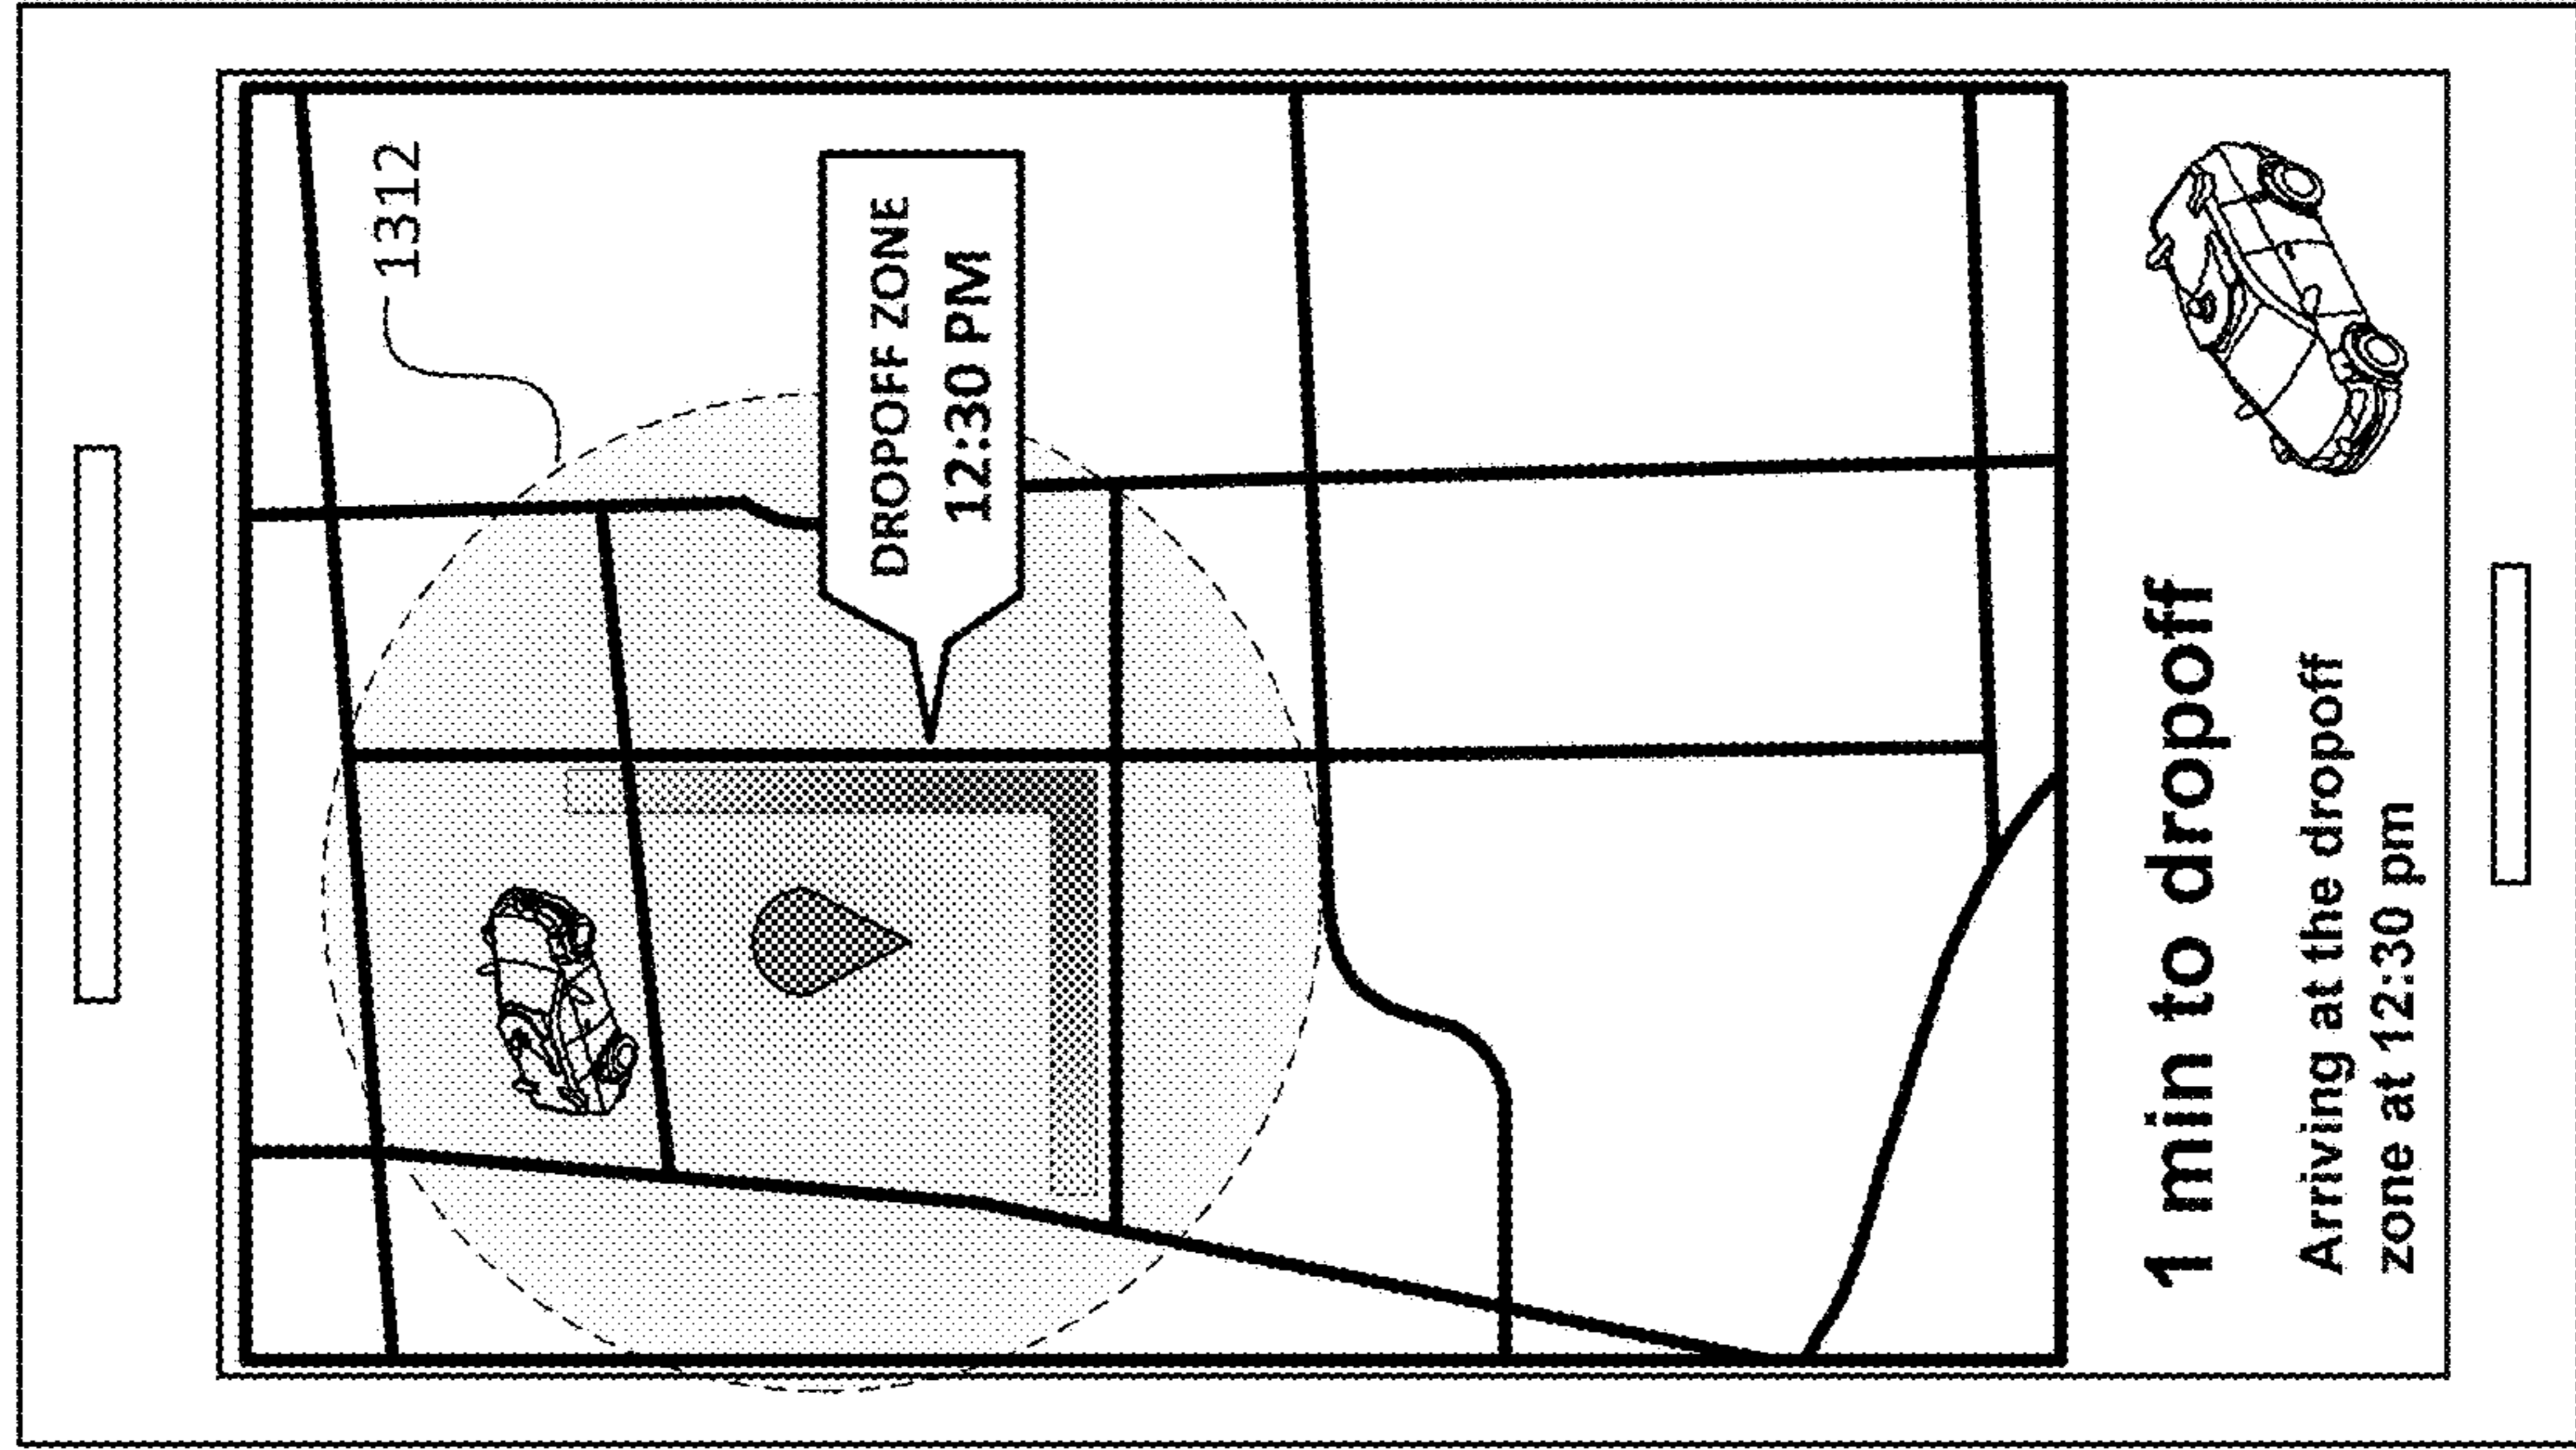 1312
DROPOFF ZONE
12:30 PM
1 min to dropoff
Arriving at the dropoff
zone at 12:30 pm